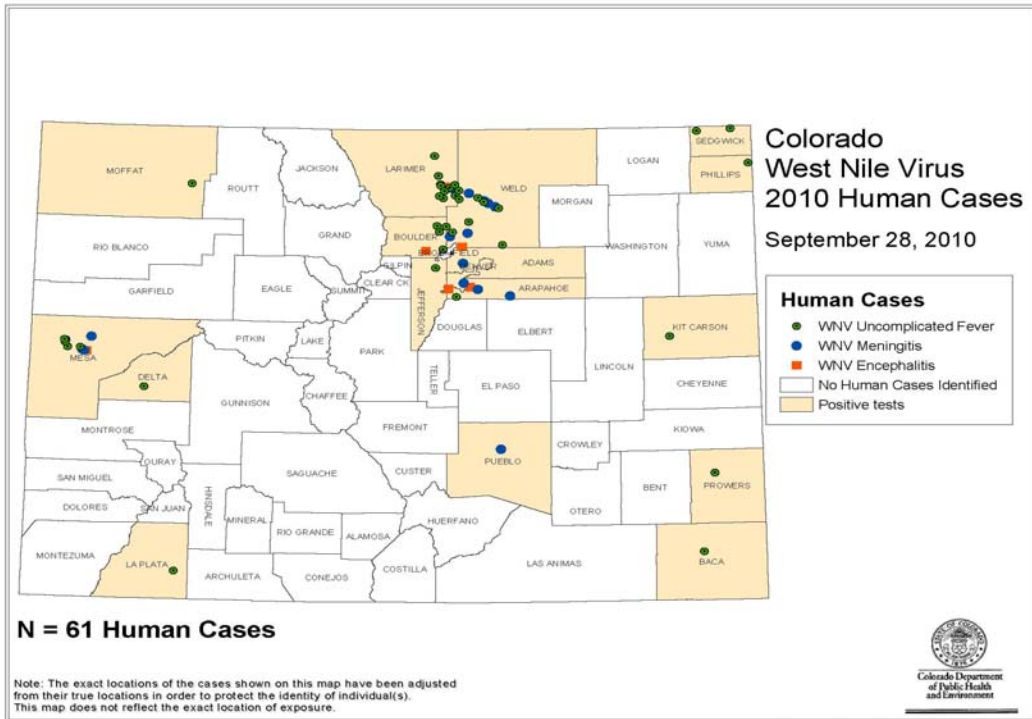 Colorado
West Nile Virus
2010 Human Cases
September 28, 2010
Human Cases
WNV Uncomplicated Fever
WNV Meningitis
WNV Encephalitis
No Human Cases Identified
Positive tests
MOFFAT
ROUTT
JACKSON
LARIMER
WELD
LOGAN
SEDGWICK
PHILLIPS
MORGAN
RIO BLANCO
GRAND
BOULDER
BROOMFIELD
WASHINGTON
YUMA
GILPIN
DENVER
ADAMS
CLEAR CK
ARAPAHOE
GARFIELD
EAGLE
SUMMIT
JEFFERSON
DOUGLAS
ELBERT
KIT CARSON
MESA
PITKIN
LAKE
PARK
LINCOLN
DELTA
TELLER
EL PASO
CHEYENNE
GUNNISON
CHAFFEE
MONTROSE
FREMONT
KIOWA
OURAY
PUEBLO
CROWLEY
SAN MIGUEL
SAGUACHE
CUSTER
BENT
PROWERS
DOLORES
SAN JUAN
HINSDALE
MINERAL
RIO GRANDE
ALAMOSA
HUERFANO
OTERO
MONTEZUMA
LA PLATA
ARCHULETA
CONEJOS
COSTILLA
LAS ANIMAS
BACA
N = 61 Human Cases
Note: The exact locations of the cases shown on this map have been adjusted
from their true locations in order to protect the identity of individual(s).
This map does not reflect the exact location of exposure.
Colorado Department
of Public Health
and Environment